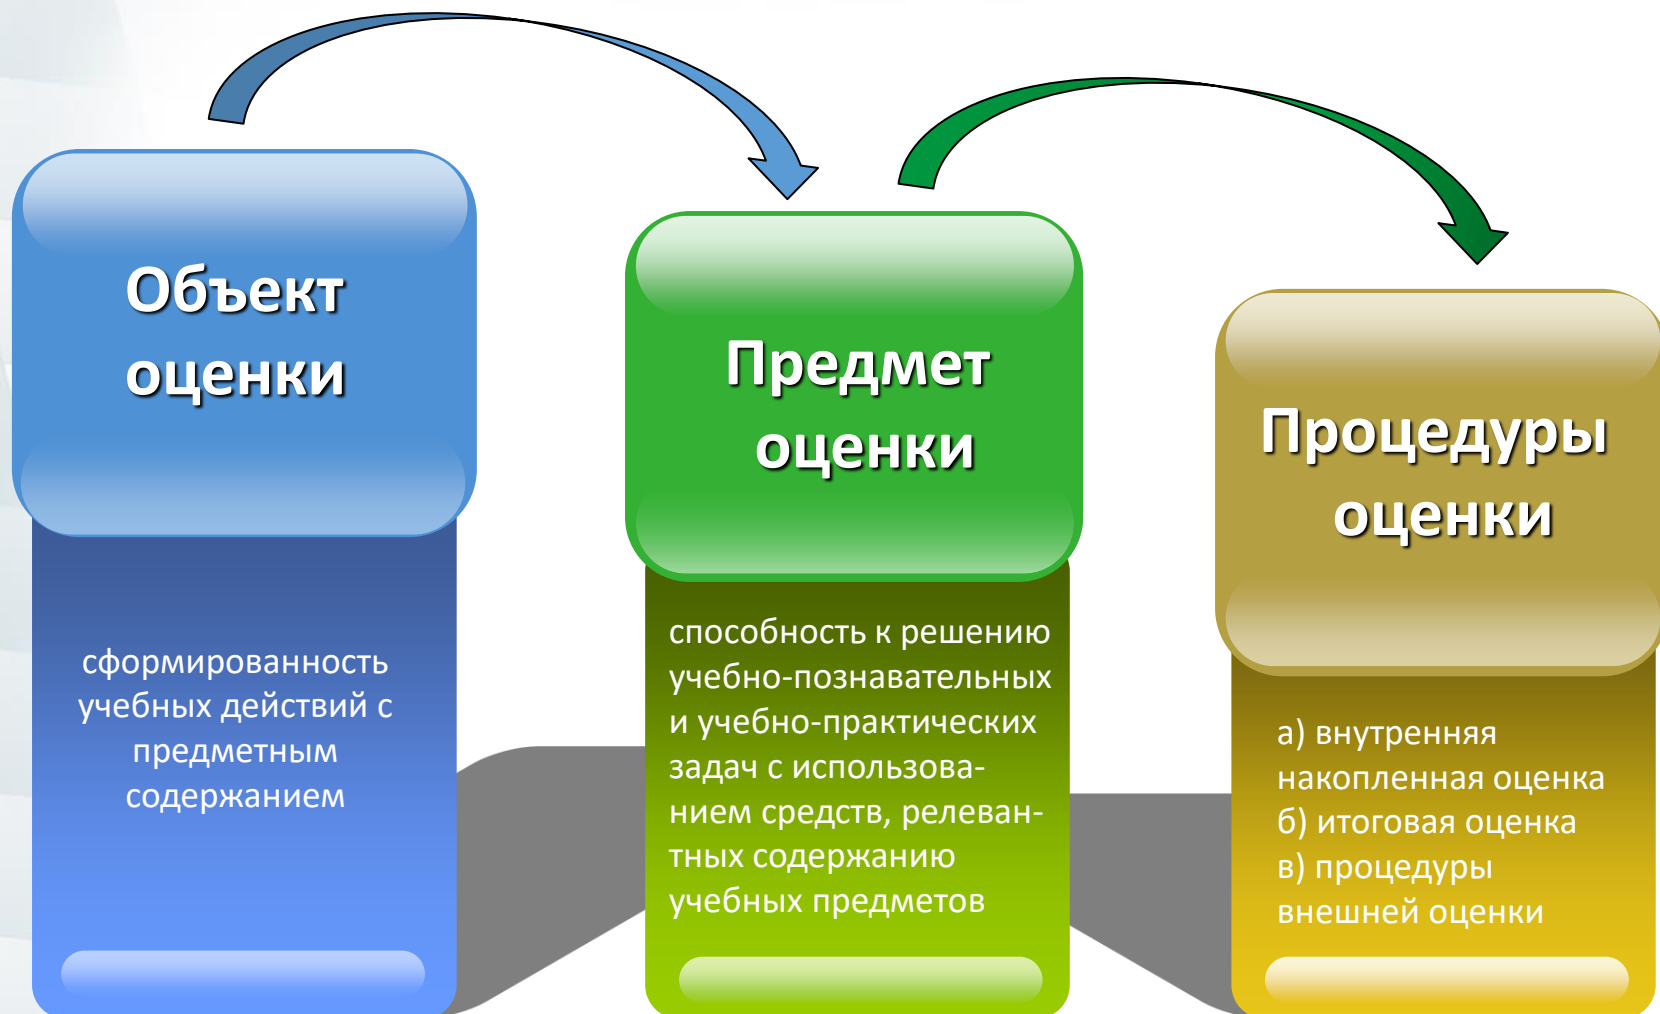 Объект
оценки
сформированность
учебных действий с
предметным
содержанием
Предмет
оценки
способность к решению
учебно-познавательных
и учебно-практических
задач с использова-
нием средств, релеван-
тных содержанию
учебных предметов
Процедуры
оценки
а) внутренняя
накопленная оценка
б) итоговая оценка
в) процедуры
внешней оценки